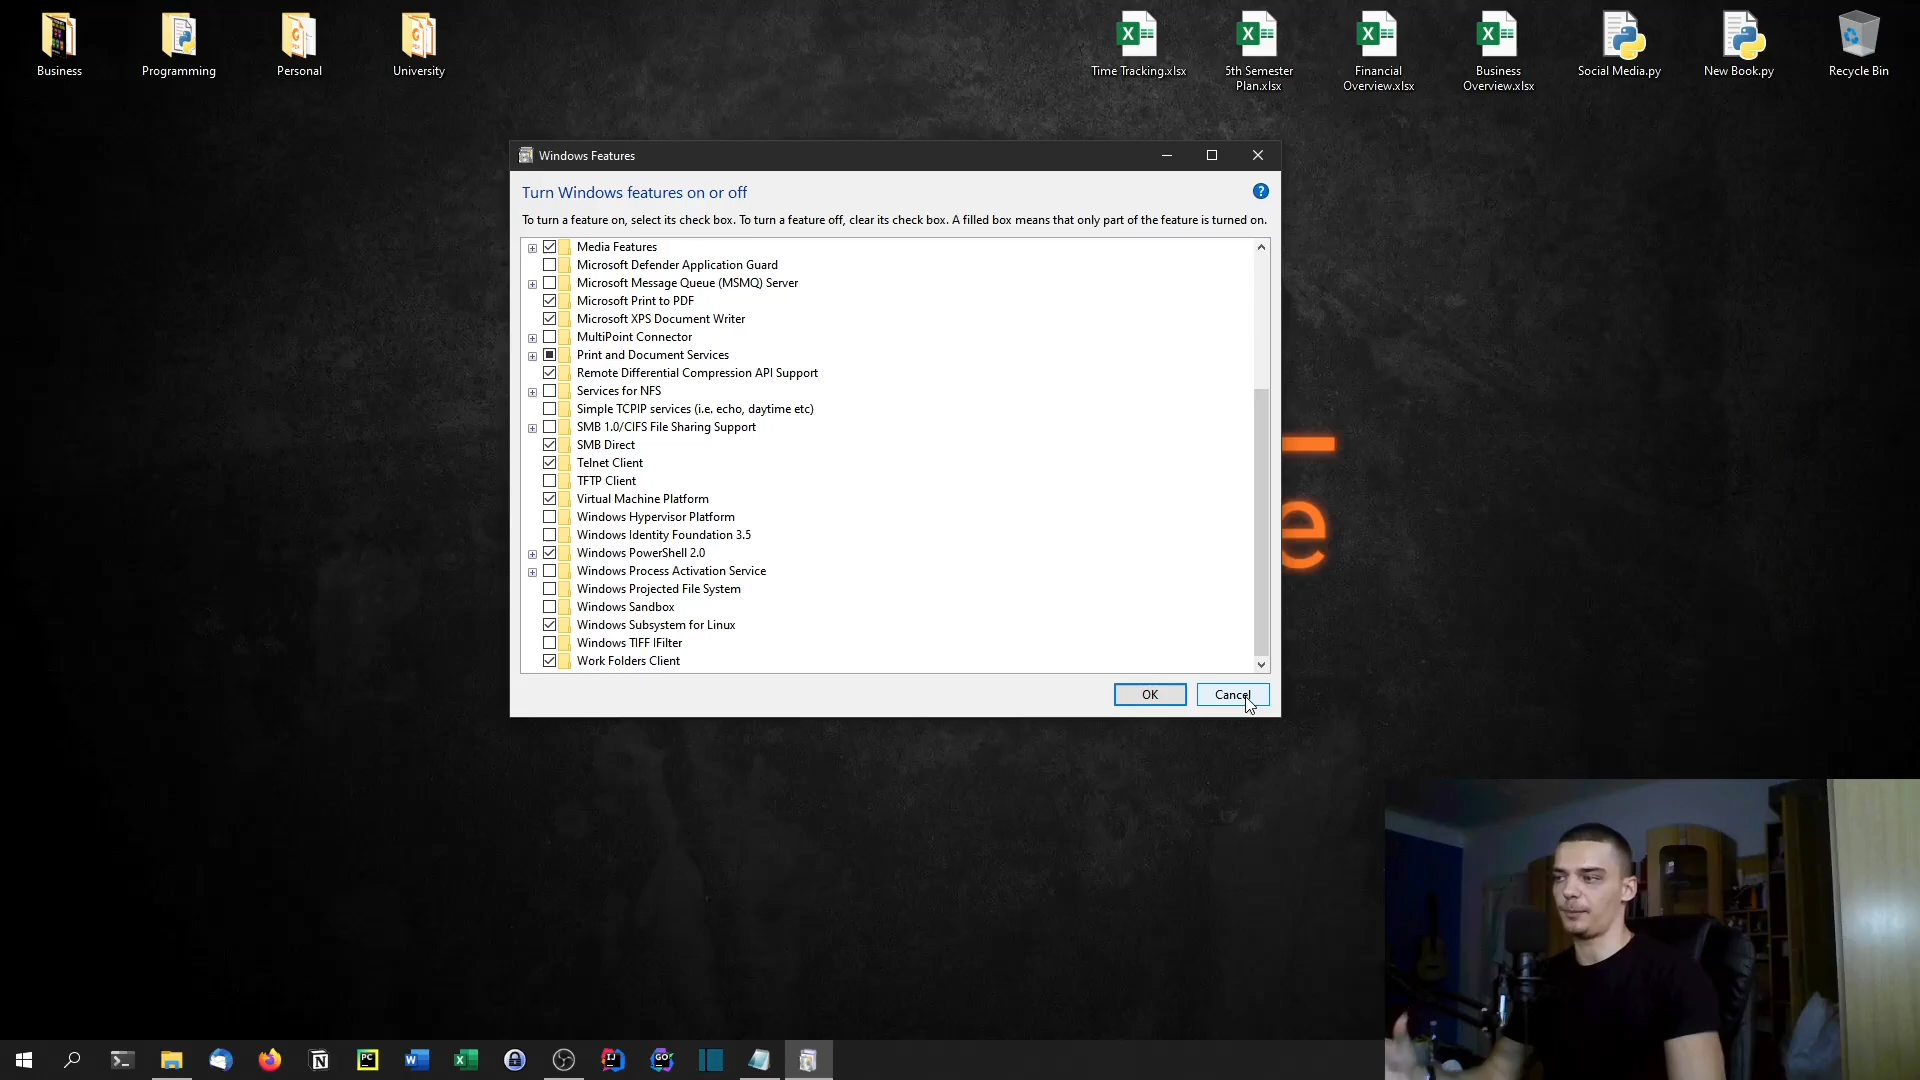 Business
Programming
Personal
University
Time Tracking.xlsx
5th Semester
Plan.xlsx
Financial
Overview.xlsx
Business
Overview.xlsx
Social Media.py
New Book.py
Recycle Bin
Windows Features
Turn Windows features on or off
?
To turn a feature on, select its check box. To turn a feature off, clear its check box. A filled box means that only part of the feature is turned on.
Media Features
Microsoft Defender Application Guard
Microsoft Message Queue (MSMQ) Server
Microsoft Print to PDF
Microsoft XPS Document Writer
MultiPoint Connector
Print and Document Services
Remote Differential Compression API Support
Services for NFS
Simple TCPIP services (i.e. echo, daytime etc)
SMB 1.0/CIFS File Sharing Support
SMB Direct
Telnet Client
TFTP Client
Virtual Machine Platform
Windows Hypervisor Platform
Windows Identity Foundation 3.5
Windows PowerShell 2.0
Windows Process Activation Service
Windows Projected File System
Windows Sandbox
Windows Subsystem for Linux
Windows TIFF IFilter
Work Folders Client
OK
Cancel
e